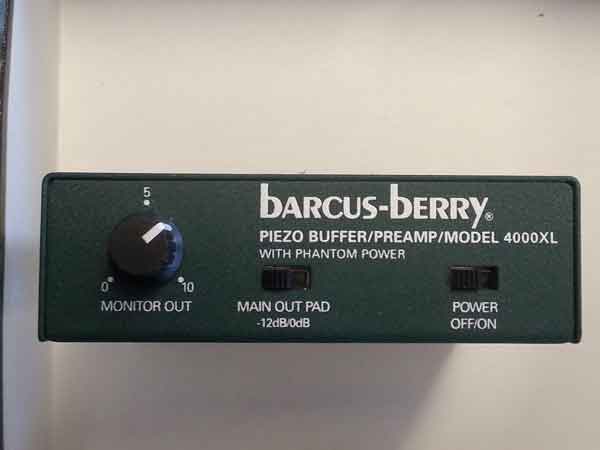 5
0 10
MONITOR OUT
bARCUS-bERRY®
PIEZO BUFFER/PREAMP/MODEL 4000XL
WITH PHANTOM POWER
MAIN OUT PAD
-12dB/0dB
POWER
OFF/ON